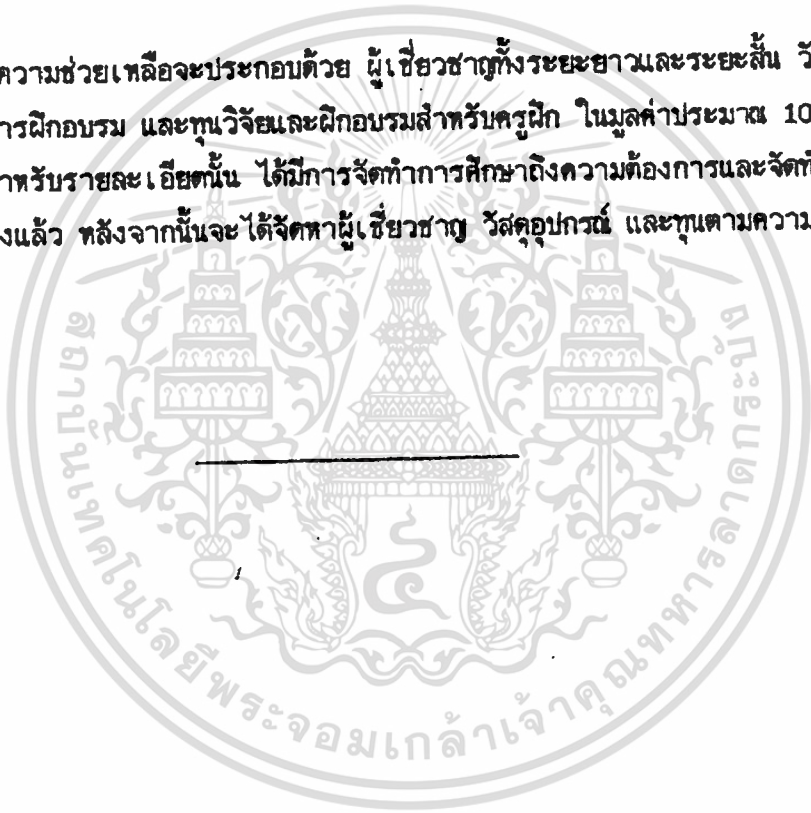 ความช่วยเหลือจะประกอบด้วย ผู้เชี่ยวชาญทั้งระยะยาวและระยะสั้น วั
ารฝึกอบรม และทุนวิจัยและฝึกอบรมสำหรับครูฝึก ในมูลค่าประมาณ 10
าหรับรายละเอียดนั้น ได้มีการจัดทำการศึกษาถึงความต้องการและจัดทำ
งแล้ว หลังจากนั้นจะได้จัดหาผู้เชี่ยวชาญ วัสดุอุปกรณ์ และทุนตามความ
สถาบันเทคโนโลยีพระจอมเกล้าเจ้าคุณทหารลาดกระบัง